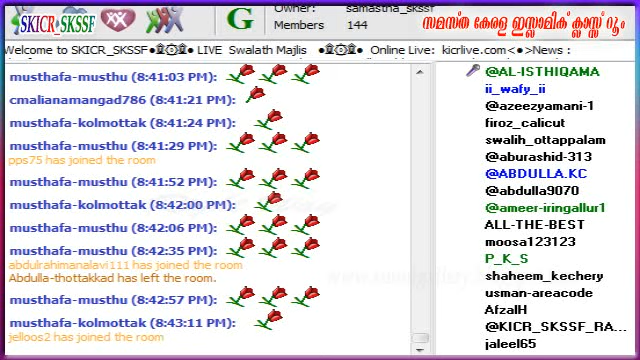 SKICR_SKSSF
G
Owner: samastha_skssf
Members 144
സമസ്ത കേരള ഇസ്ലാമിക് ക്ലാസ്സ് റൂം
Welcome to SKICR_SKSSF●۩۞۩● LIVE Swalath Majlis ●۩۞۩● Online Live: kicrlive.com<●>News :
musthafa-musthu (8:41:03 PM):
cmalianamangad786 (8:41:21 PM):
musthafa-kolmottak (8:41:24 PM):
musthafa-musthu (8:41:29 PM):
pps75 has joined the room
musthafa-musthu (8:41:52 PM):
musthafa-kolmottak (8:42:00 PM):
musthafa-musthu (8:42:06 PM):
musthafa-musthu (8:42:35 PM):
abdulrahimanalavi111 has joined the room
Abdulla-thottakkad has left the room.
musthafa-musthu (8:42:57 PM):
musthafa-kolmottak (8:43:11 PM):
jelloos2 has joined the room
@AL-ISTHIQAMA
ii_wafy_ii
@azeezyamani-1
firoz_calicut
swalih_ottappalam
@aburashid-313
@ABDULLA.KC
@abdulla9070
@ameer-iringallur1
ALL-THE-BEST
moosa123123
P_K_S
shaheem_kechery
usman-areacode
AfzalH
@KICR_SKSSF_RA...
jaleel65